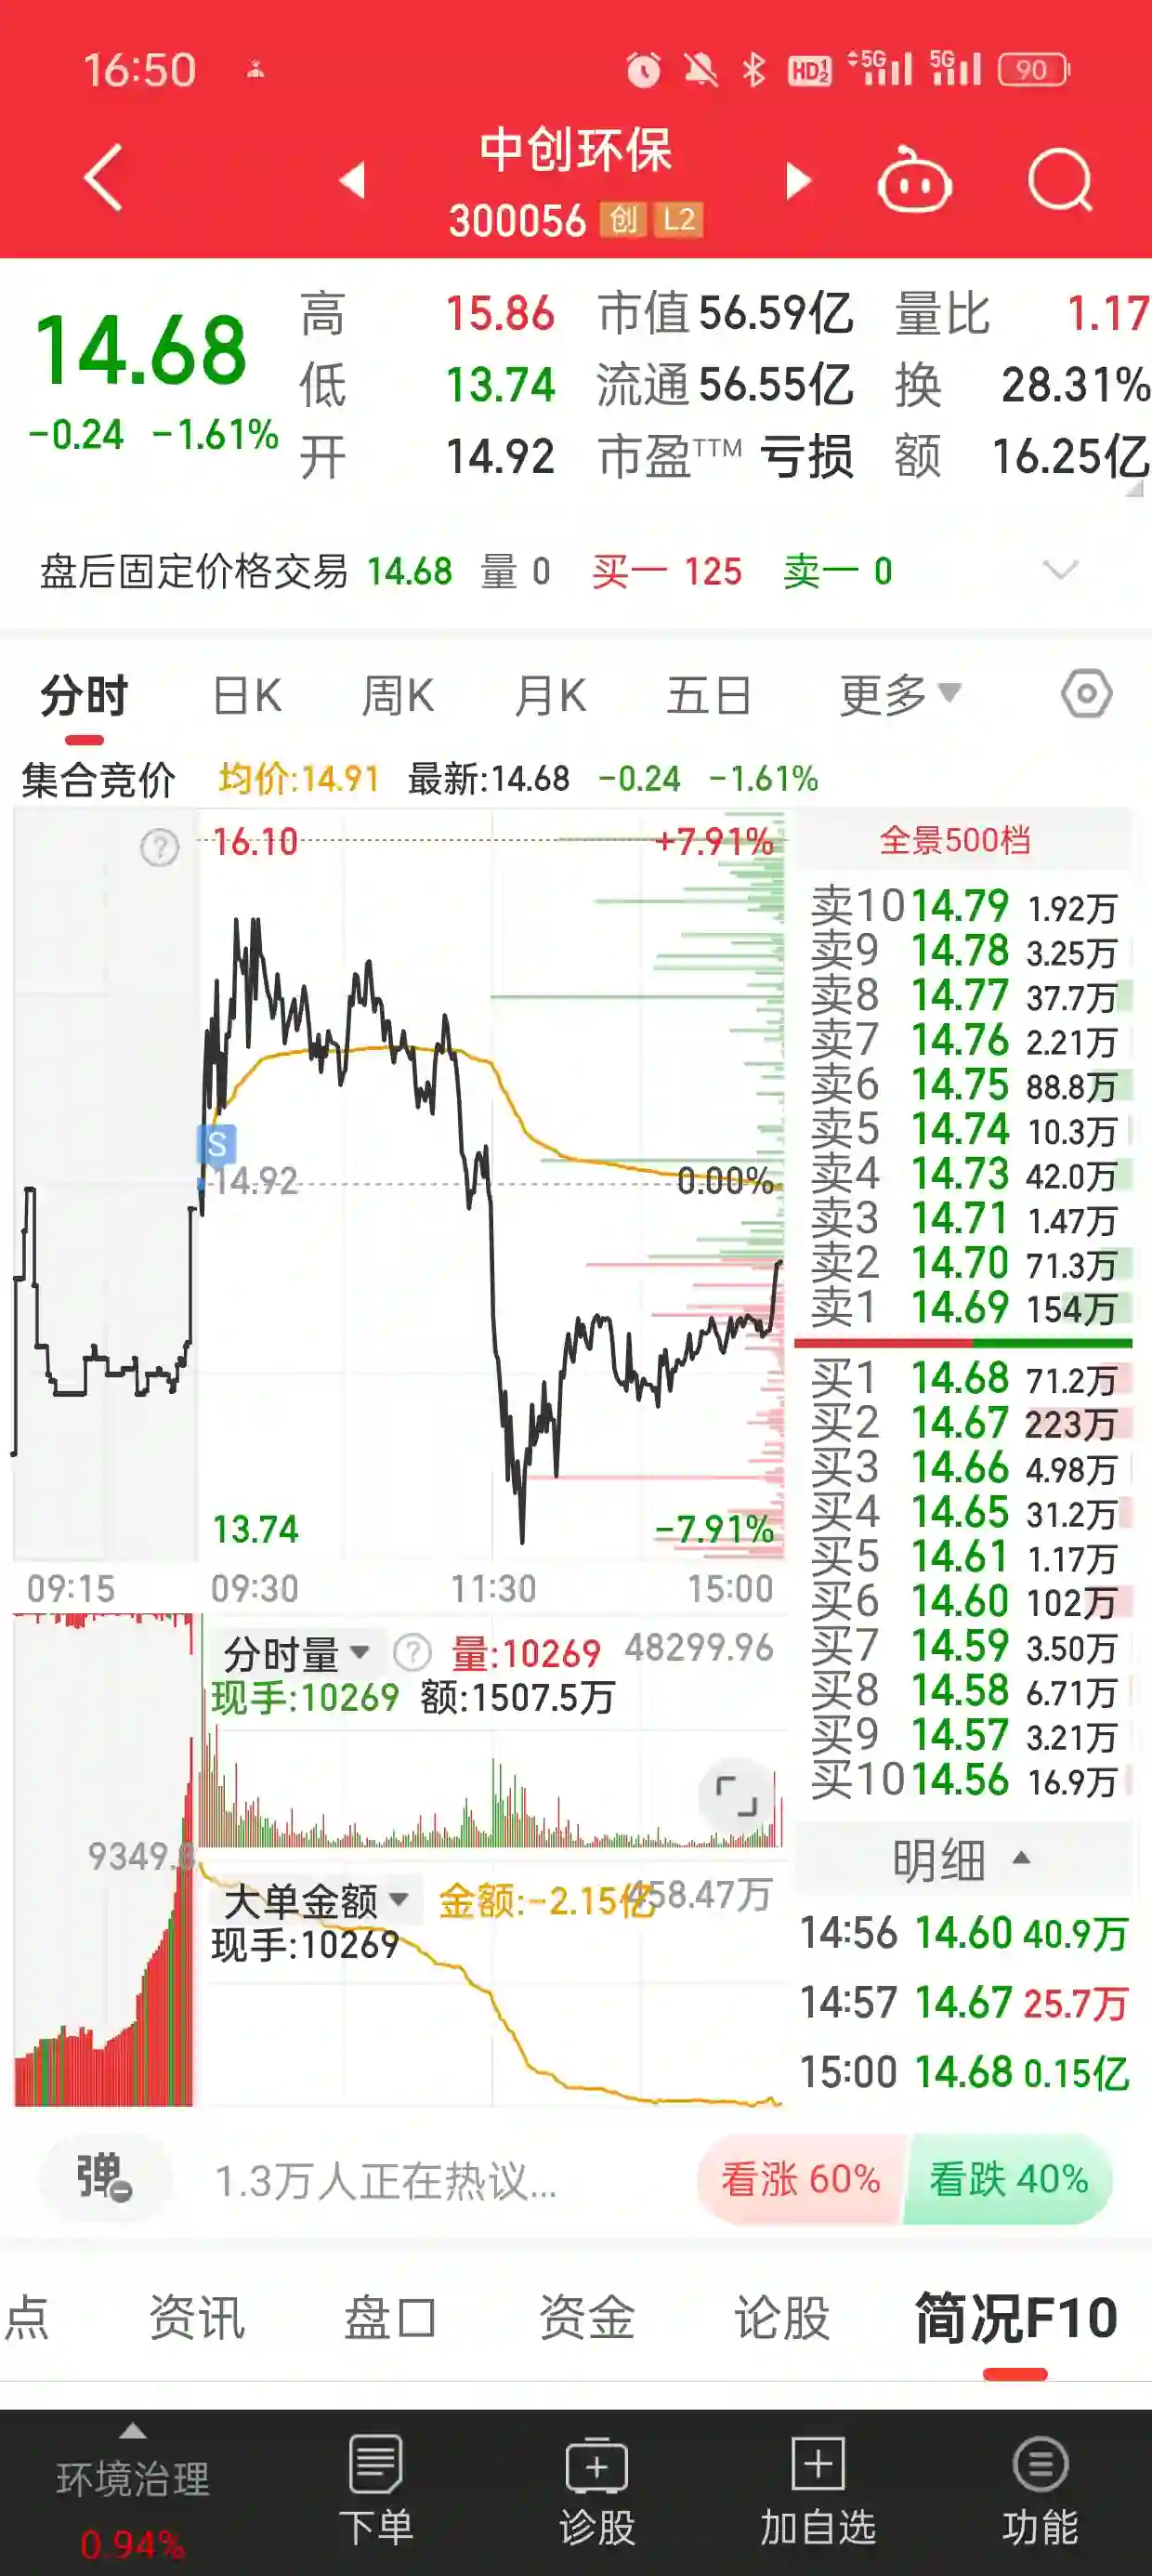 16:50 HD 1 2 5G 5G 90
中创环保
300056 创 L2
14.68
-0.24 -1.61%
高 15.86 市值 56.59亿 量比 1.17
低 13.74 流通 56.55亿 换 28.31%
开 14.92 市盈TTM 亏损 额 16.25亿
盘后固定价格交易 14.68 量 0 买一 125 卖一 0
分时 日K 周K 月K 五日 更多
集合竞价 均价:14.91 最新:14.68 -0.24 -1.61%
16.10 +7.91%
S
14.92 0.00%
13.74 -7.91%
09:15 09:30 11:30 15:00
全景500档
卖10 14.79 1.92万
卖9 14.78 3.25万
卖8 14.77 37.7万
卖7 14.76 2.21万
卖6 14.75 88.8万
卖5 14.74 10.3万
卖4 14.73 42.0万
卖3 14.71 1.47万
卖2 14.70 71.3万
卖1 14.69 154万
买1 14.68 71.2万
买2 14.67 223万
买3 14.66 4.98万
买4 14.65 31.2万
买5 14.61 1.17万
买6 14.60 102万
买7 14.59 3.50万
买8 14.58 6.71万
买9 14.57 3.21万
买10 14.56 16.9万
分时量 ? 量:10269 48299.96
现手:10269 额:1507.5万
大单金额 金额:-2.15亿
现手:10269
明细
14:56 14.60 40.9万
14:57 14.67 25.7万
15:00 14.68 0.15亿
弹 1.3万人正在热议... 看涨 60% 看跌 40%
点 资讯 盘口 资金 论股 简况F10
环境治理
0.94%
下单 诊股 加自选 功能